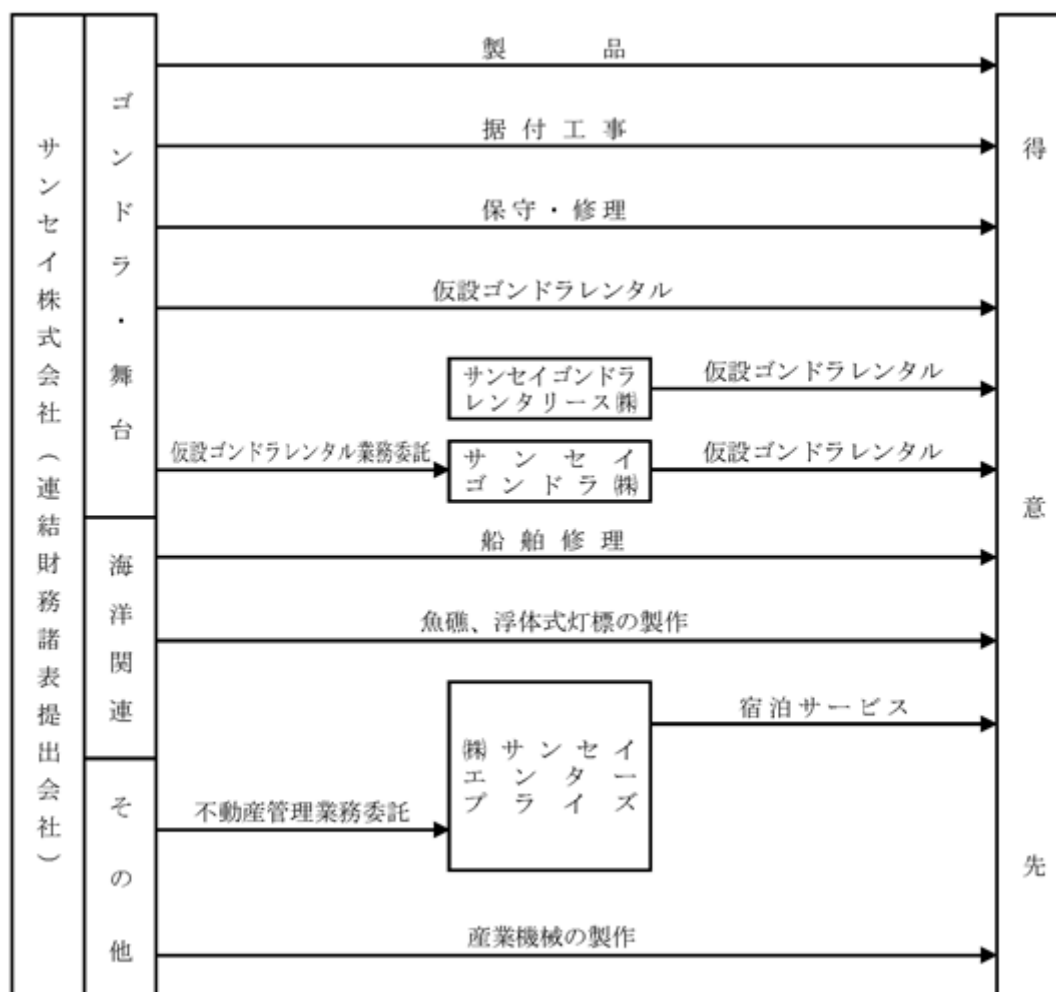 サンセイ株式会社（連結財務諸表提出会社）
ゴンドラ・舞台
製品
据付工事
保守・修理
仮設ゴンドラレンタル
サンセイゴンドラ
レンタリース㈱
仮設ゴンドラレンタル
仮設ゴンドラレンタル業務委託
サンセイ
ゴンドラ㈱
仮設ゴンドラレンタル
海洋関連
船舶修理
魚礁、浮体式灯標の製作
㈱サンセイ
エンター
プライズ
宿泊サービス
その他
不動産管理業務委託
産業機械の製作
得意先